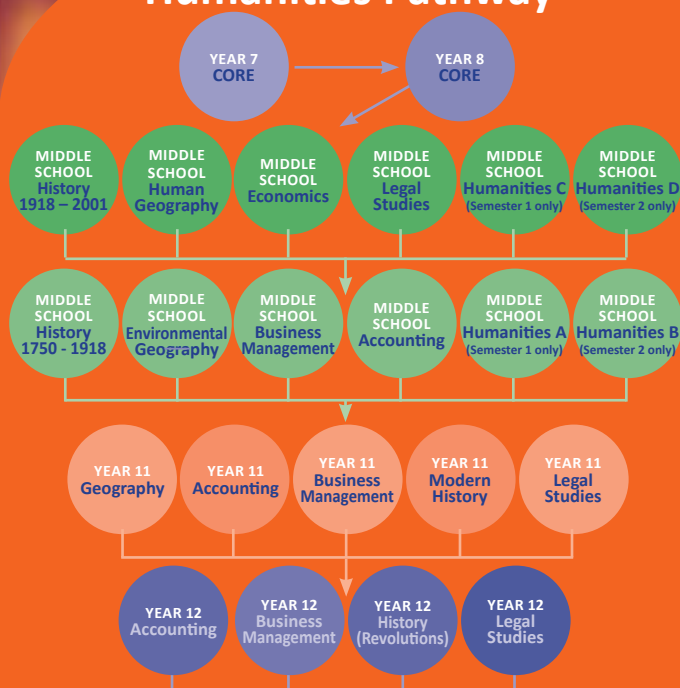 Humanities Pathway
YEAR 7
CORE
YEAR 8
CORE
MIDDLE
SCHOOL
History
1918 – 2001
MIDDLE
SCHOOL
Human
Geography
MIDDLE
SCHOOL
Economics
MIDDLE
SCHOOL
Legal
Studies
MIDDLE
SCHOOL
Humanities C
(Semester 1 only)
MIDDLE
SCHOOL
Humanities D
(Semester 2 only)
MIDDLE
SCHOOL
History
1750 - 1918
MIDDLE
SCHOOL
Environmental
Geography
MIDDLE
SCHOOL
Business
Management
MIDDLE
SCHOOL
Accounting
MIDDLE
SCHOOL
Humanities A
(Semester 1 only)
MIDDLE
SCHOOL
Humanities B
(Semester 2 only)
YEAR 11
Geography
YEAR 11
Accounting
YEAR 11
Business
Management
YEAR 11
Modern
History
YEAR 11
Legal
Studies
YEAR 12
Accounting
YEAR 12
Business
Management
YEAR 12
History
(Revolutions)
YEAR 12
Legal
Studies